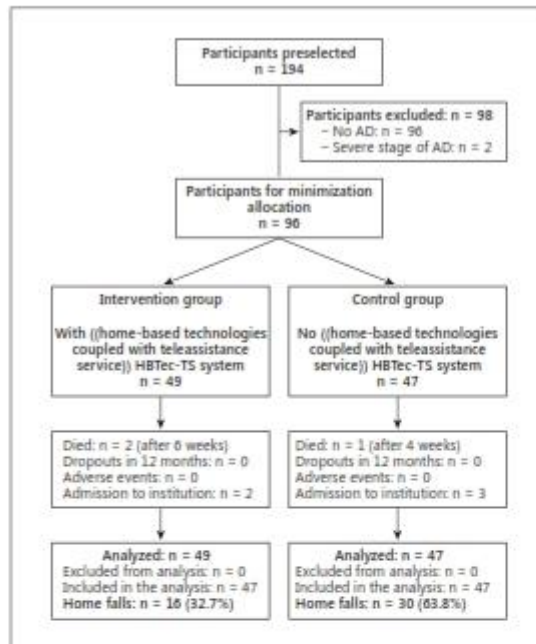 Participants preselected
n = 194
Participants excluded: n = 98
– No AD: n = 96
– Severe stage of AD: n = 2
Participants for minimization
allocation
n = 96
Intervention group
With ((home-based technologies
coupled with teleassistance
service)) HBTec-TS system
n = 49
Control group
No ((home-based technologies
coupled with teleassistance
service)) HBTec-TS system
n = 47
Died: n = 2 (after 6 weeks)
Dropouts in 12 months: n = 0
Adverse events: n = 0
Admission to institution: n = 2
Died: n = 1 (after 4 weeks)
Dropouts in 12 months: n = 0
Adverse events: n = 0
Admission to institution: n = 3
Analyzed: n = 49
Excluded from analysis: n = 0
Included in the analysis: n = 47
Home falls: n = 16 (32.7%)
Analyzed: n = 47
Excluded from analysis: n = 0
Included in the analysis: n = 47
Home falls: n = 30 (63.8%)